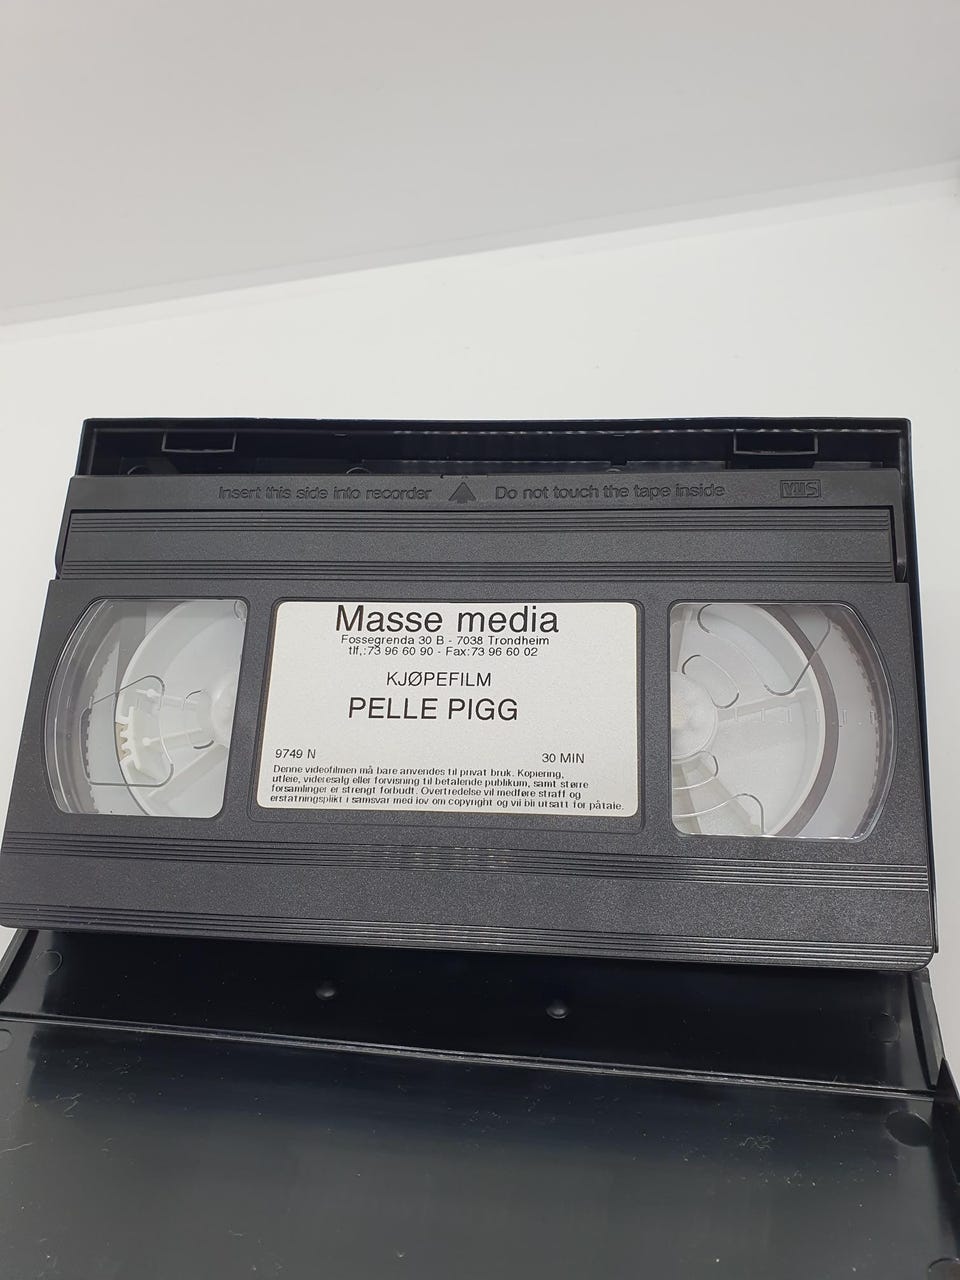 Insert this side into recorder Do not touch the tape inside VHS
Masse media
Fossegrenda 30 B - 7038 Trondheim
tlf,:73 96 60 90 - Fax:73 96 60 02
KJØPEFILM
PELLE PIGG
9749 N 30 MIN
Denne videofilmen må bare anvendes til privat bruk. Kopiering,
utleie, videresalg eller forvisning til betalende publikum, samt større
forsamlinger er strengt forbudt. Overtredelse vil medføre straff og
erstatningsplikt i samsvar med lov om copyright og vil bli utsatt for påtale.